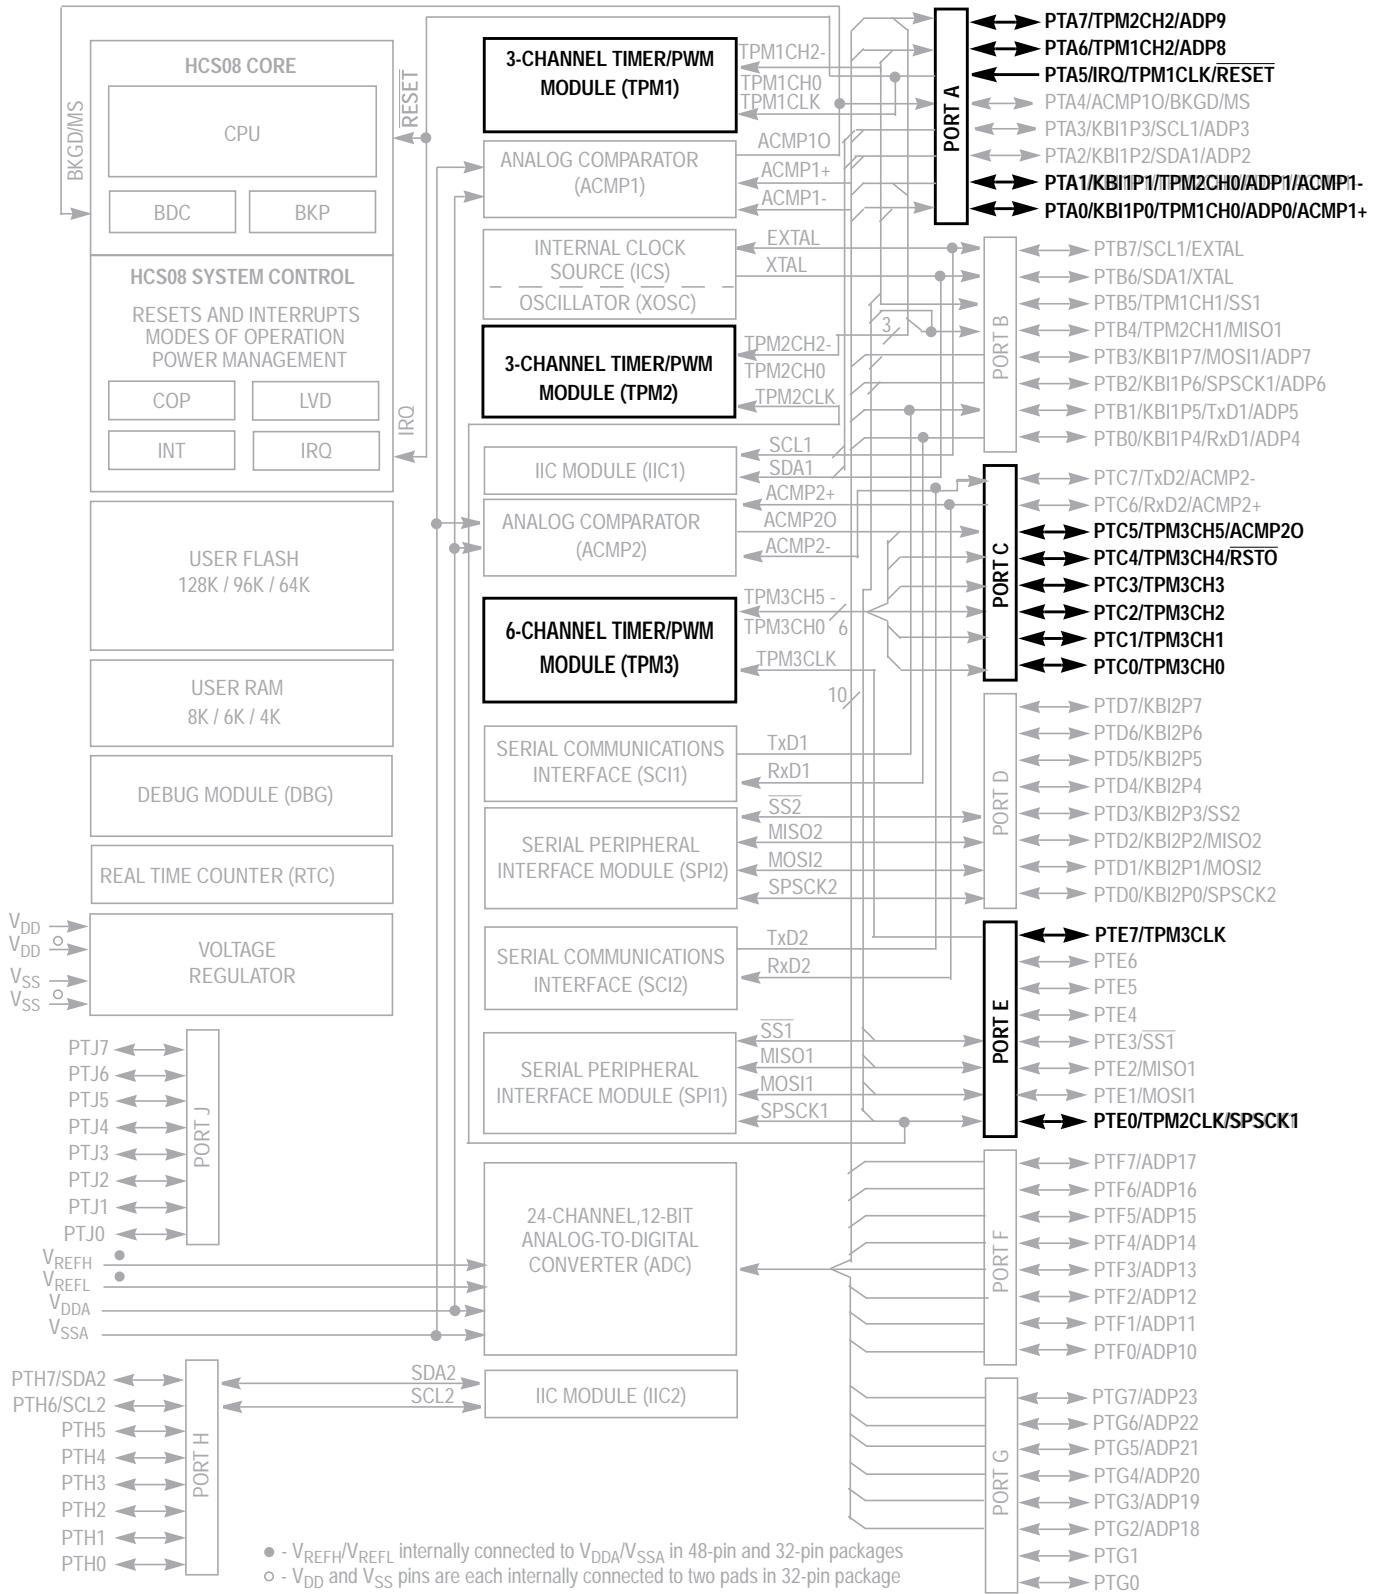 BKGD/MS
HCS08 CORE
CPU
BDC
BKP
RESET
HCS08 SYSTEM CONTROL
RESETS AND INTERRUPTS
MODES OF OPERATION
POWER MANAGEMENT
COP
LVD
INT
IRQ
IRQ
USER FLASH
128K / 96K / 64K
USER RAM
8K / 6K / 4K
DEBUG MODULE (DBG)
REAL TIME COUNTER (RTC)
VOLTAGE
REGULATOR
VDD
VDD
VSS
VSS
PTJ7
PTJ6
PTJ5
PTJ4
PTJ3
PTJ2
PTJ1
PTJ0
PORT J
VREFH
VREFL
VDDA
VSSA
PTH7/SDA2
PTH6/SCL2
PTH5
PTH4
PTH3
PTH2
PTH1
PTH0
PORT H
SDA2
SCL2
3-CHANNEL TIMER/PWM
MODULE (TPM1)
TPM1CH2-
TPM1CH0
TPM1CLK
ANALOG COMPARATOR
(ACMP1)
ACMP1O
ACMP1+
ACMP1-
INTERNAL CLOCK
SOURCE (ICS)
OSCILLATOR (XOSC)
EXTAL
XTAL
3-CHANNEL TIMER/PWM
MODULE (TPM2)
TPM2CH2-
TPM2CH0
TPM2CLK
3
IIC MODULE (IIC1)
SCL1
SDA1
ANALOG COMPARATOR
(ACMP2)
ACMP2+
ACMP2O
ACMP2-
6-CHANNEL TIMER/PWM
MODULE (TPM3)
TPM3CH5 -
TPM3CH0 6
TPM3CLK
10
SERIAL COMMUNICATIONS
INTERFACE (SCI1)
TxD1
RxD1
SERIAL PERIPHERAL
INTERFACE MODULE (SPI2)
SS2
MISO2
MOSI2
SPSCK2
SERIAL COMMUNICATIONS
INTERFACE (SCI2)
TxD2
RxD2
SERIAL PERIPHERAL
INTERFACE MODULE (SPI1)
SS1
MISO1
MOSI1
SPSCK1
24-CHANNEL,12-BIT
ANALOG-TO-DIGITAL
CONVERTER (ADC)
IIC MODULE (IIC2)
PORT A
PTA7/TPM2CH2/ADP9
PTA6/TPM1CH2/ADP8
PTA5/IRQ/TPM1CLK/RESET
PTA4/ACMP1O/BKGD/MS
PTA3/KBI1P3/SCL1/ADP3
PTA2/KBI1P2/SDA1/ADP2
PTA1/KBI1P1/TPM2CH0/ADP1/ACMP1-
PTA0/KBI1P0/TPM1CH0/ADP0/ACMP1+
PORT B
PTB7/SCL1/EXTAL
PTB6/SDA1/XTAL
PTB5/TPM1CH1/SS1
PTB4/TPM2CH1/MISO1
PTB3/KBI1P7/MOSI1/ADP7
PTB2/KBI1P6/SPSCK1/ADP6
PTB1/KBI1P5/TxD1/ADP5
PTB0/KBI1P4/RxD1/ADP4
PORT C
PTC7/TxD2/ACMP2-
PTC6/RxD2/ACMP2+
PTC5/TPM3CH5/ACMP2O
PTC4/TPM3CH4/RSTO
PTC3/TPM3CH3
PTC2/TPM3CH2
PTC1/TPM3CH1
PTC0/TPM3CH0
PORT D
PTD7/KBI2P7
PTD6/KBI2P6
PTD5/KBI2P5
PTD4/KBI2P4
PTD3/KBI2P3/SS2
PTD2/KBI2P2/MISO2
PTD1/KBI2P1/MOSI2
PTD0/KBI2P0/SPSCK2
PORT E
PTE7/TPM3CLK
PTE6
PTE5
PTE4
PTE3/SS1
PTE2/MISO1
PTE1/MOSI1
PTE0/TPM2CLK/SPSCK1
PORT F
PTF7/ADP17
PTF6/ADP16
PTF5/ADP15
PTF4/ADP14
PTF3/ADP13
PTF2/ADP12
PTF1/ADP11
PTF0/ADP10
PORT G
PTG7/ADP23
PTG6/ADP22
PTG5/ADP21
PTG4/ADP20
PTG3/ADP19
PTG2/ADP18
PTG1
PTG0
● - VREFH/VREFL internally connected to VDDA/VSSA in 48-pin and 32-pin packages
○ - VDD and VSS pins are each internally connected to two pads in 32-pin package